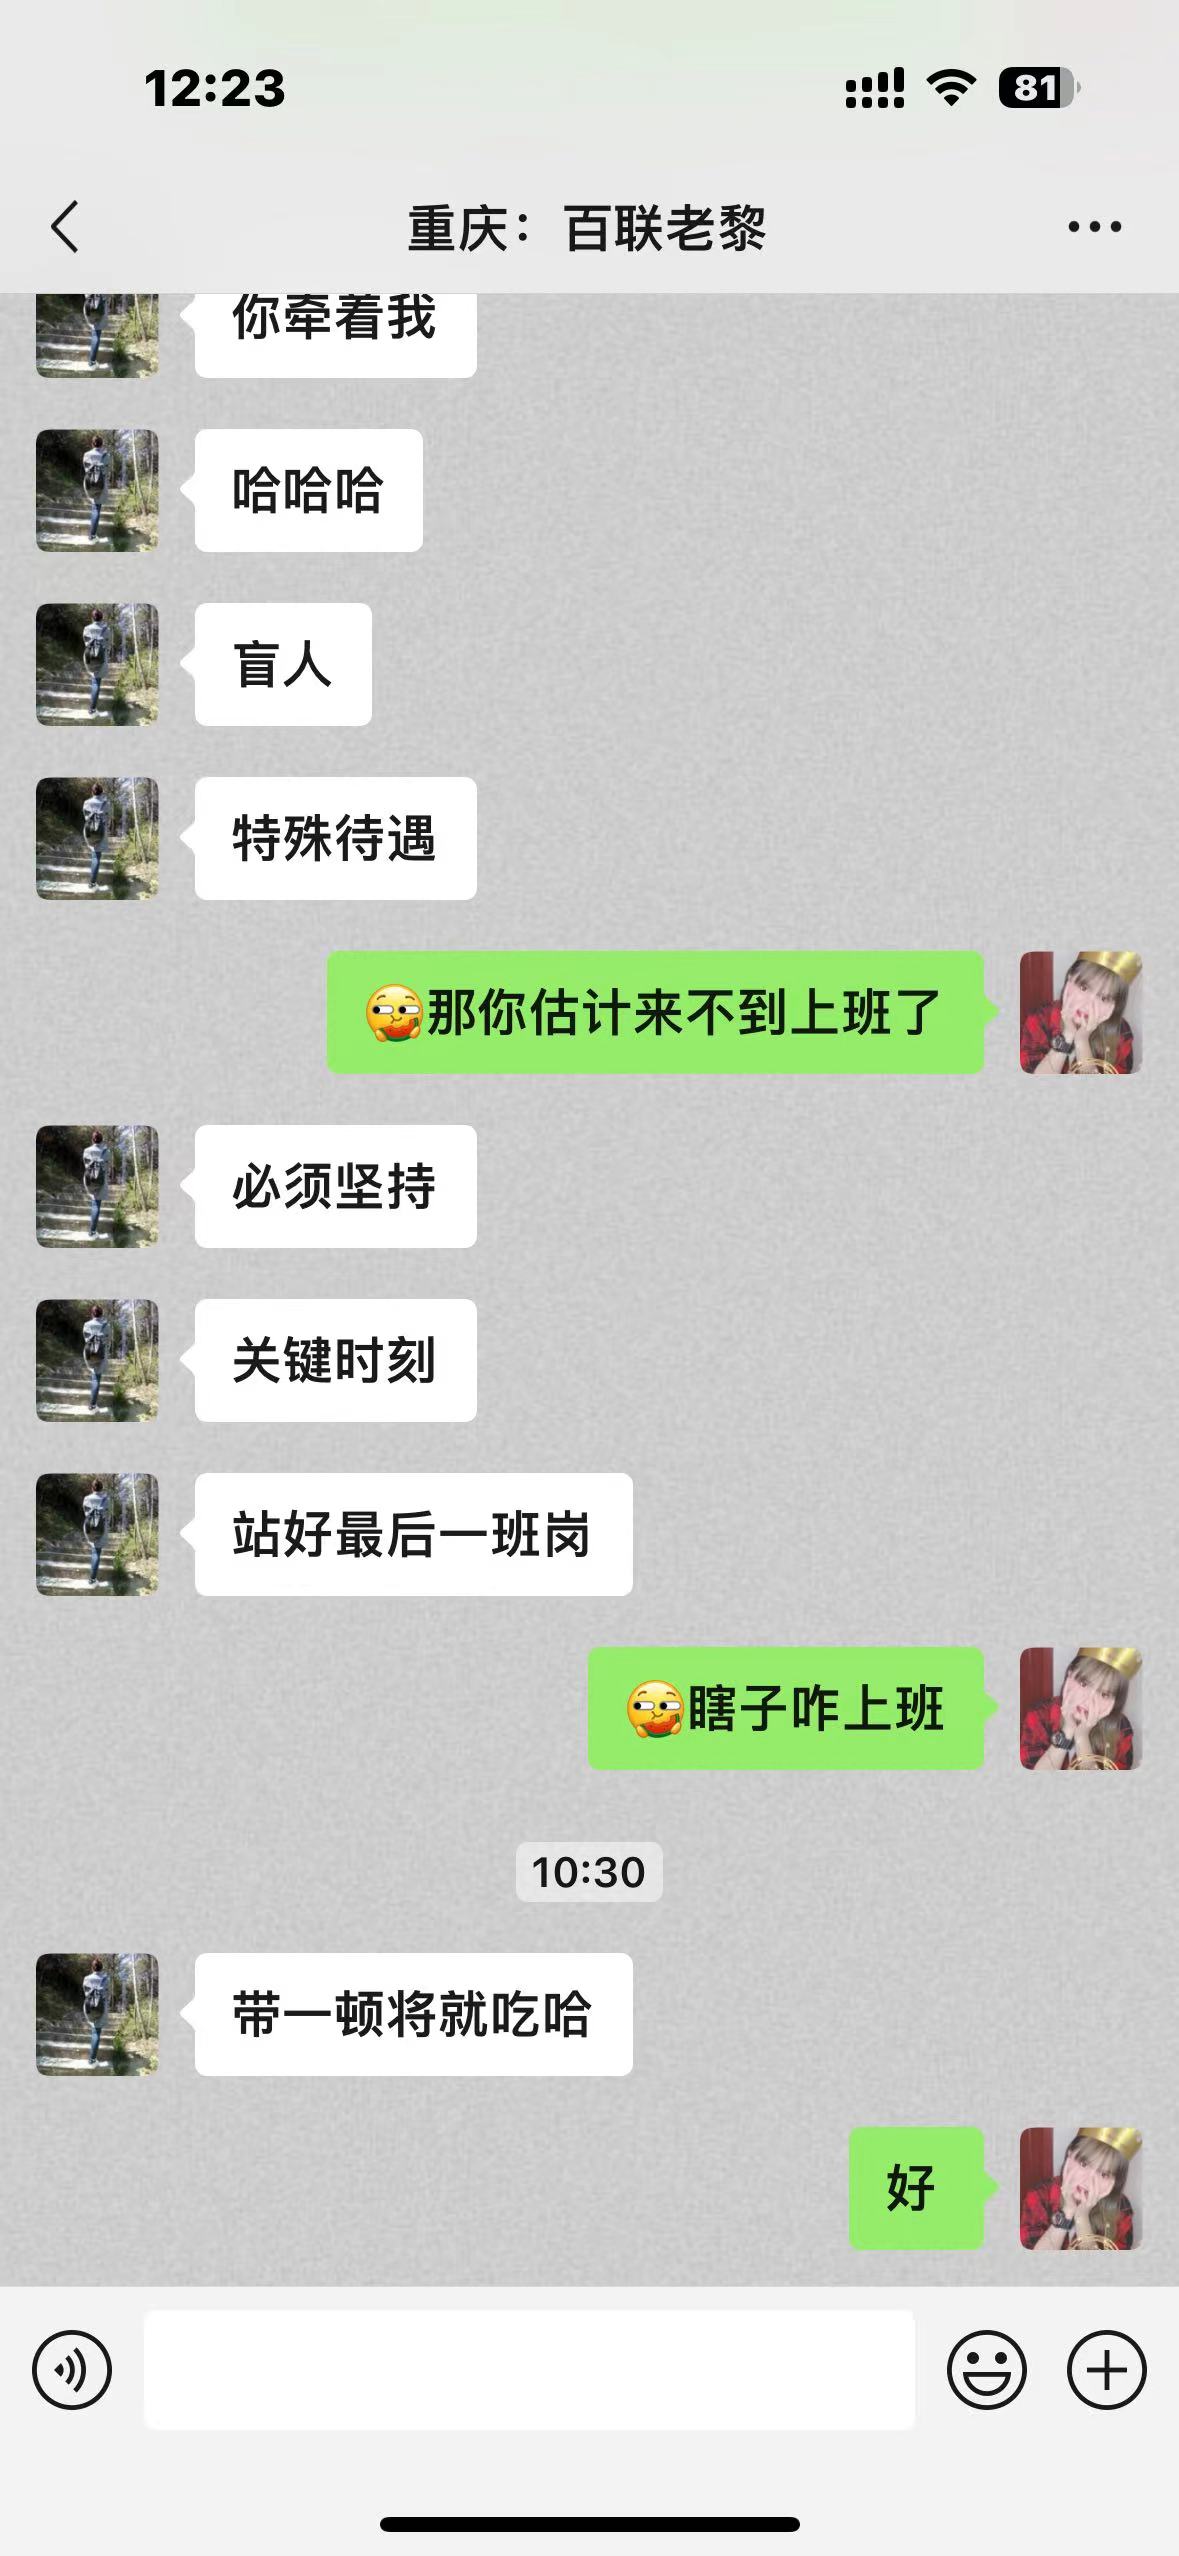 12:23
81
重庆：百联老黎
你牵着我
哈哈哈
盲人
特殊待遇
那你估计来不到上班了
必须坚持
关键时刻
站好最后一班岗
瞎子咋上班
10:30
带一顿将就吃哈
好